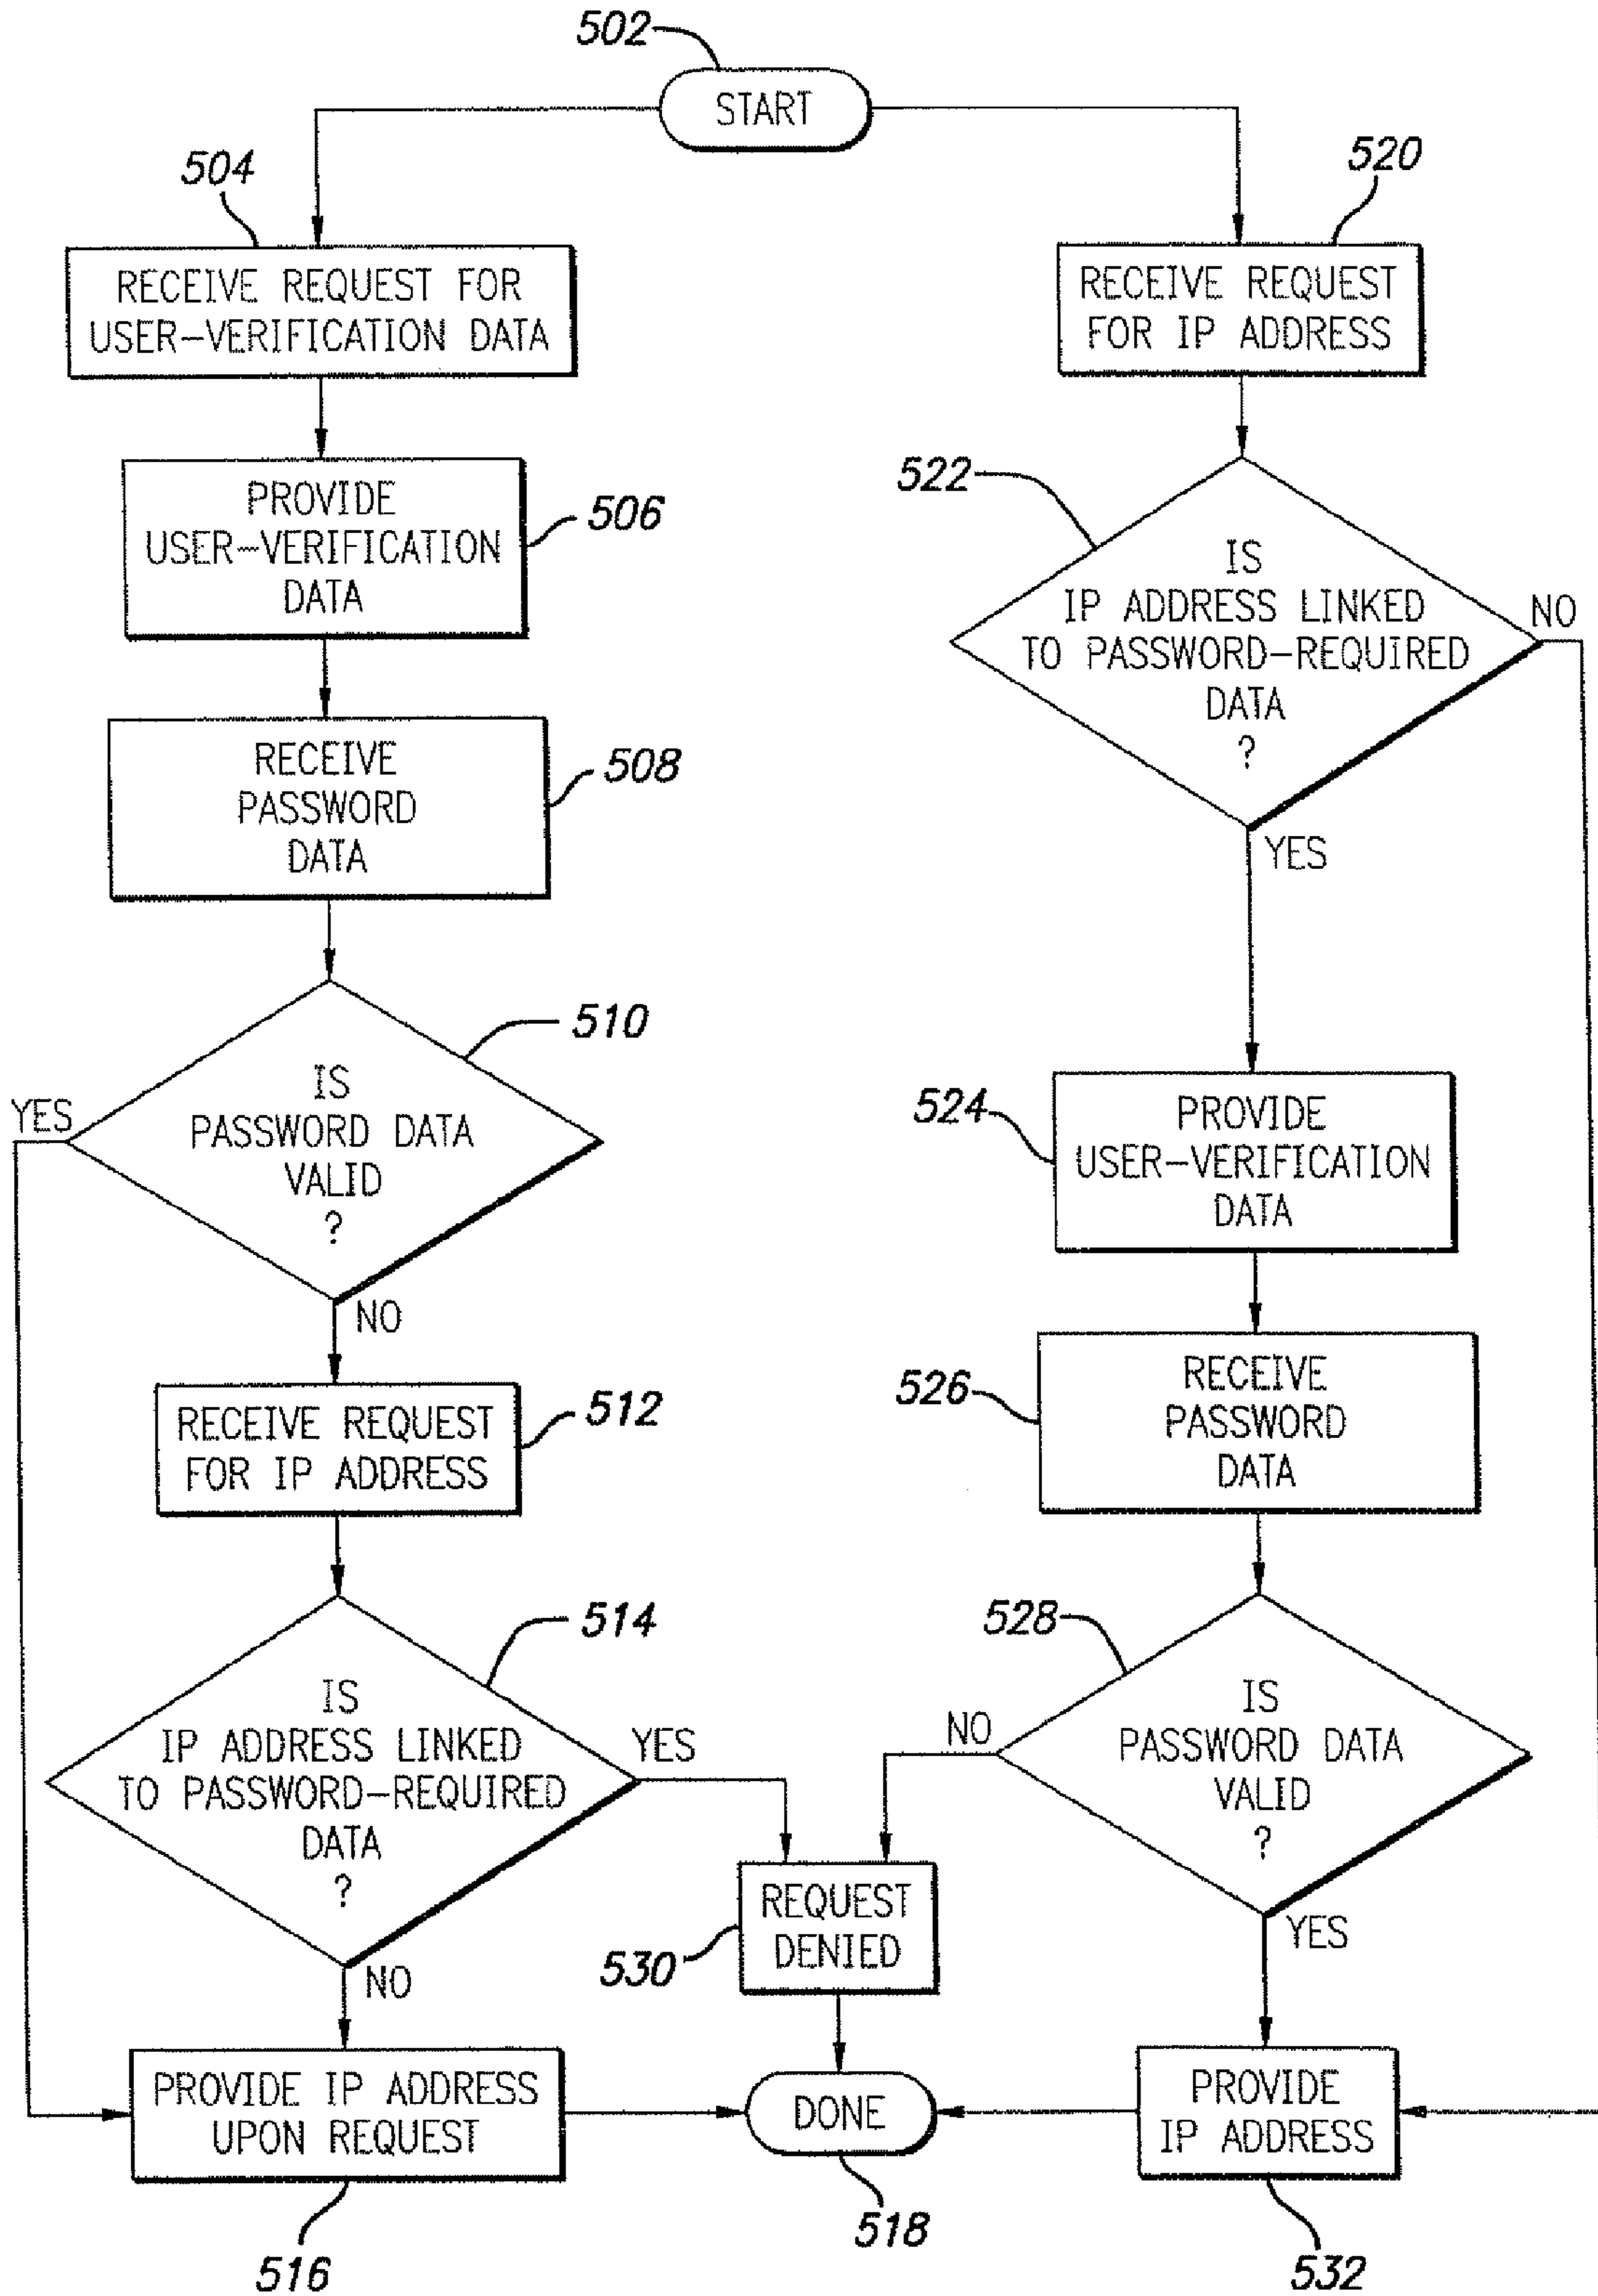 502
START
504
RECEIVE REQUEST FOR
USER-VERIFICATION DATA
PROVIDE
USER-VERIFICATION
DATA
506
RECEIVE
PASSWORD
DATA
508
510
IS
PASSWORD DATA
VALID
?
YES
NO
RECEIVE REQUEST
FOR IP ADDRESS
512
514
IS
IP ADDRESS LINKED
TO PASSWORD-REQUIRED
DATA
?
YES
NO
PROVIDE IP ADDRESS
UPON REQUEST
516
520
RECEIVE REQUEST
FOR IP ADDRESS
522
IS
IP ADDRESS LINKED
TO PASSWORD-REQUIRED
DATA
?
NO
YES
524
PROVIDE
USER-VERIFICATION
DATA
526
RECEIVE
PASSWORD
DATA
528
IS
PASSWORD DATA
VALID
?
NO
YES
REQUEST
DENIED
530
DONE
518
PROVIDE
IP ADDRESS
532